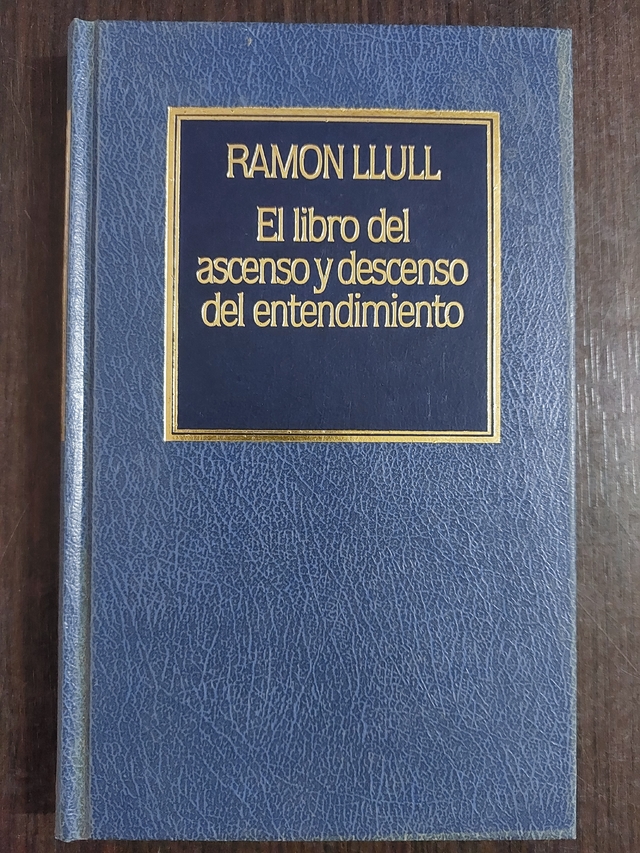 RAMON LLULL
El libro del
ascenso y descenso
del entendimiento